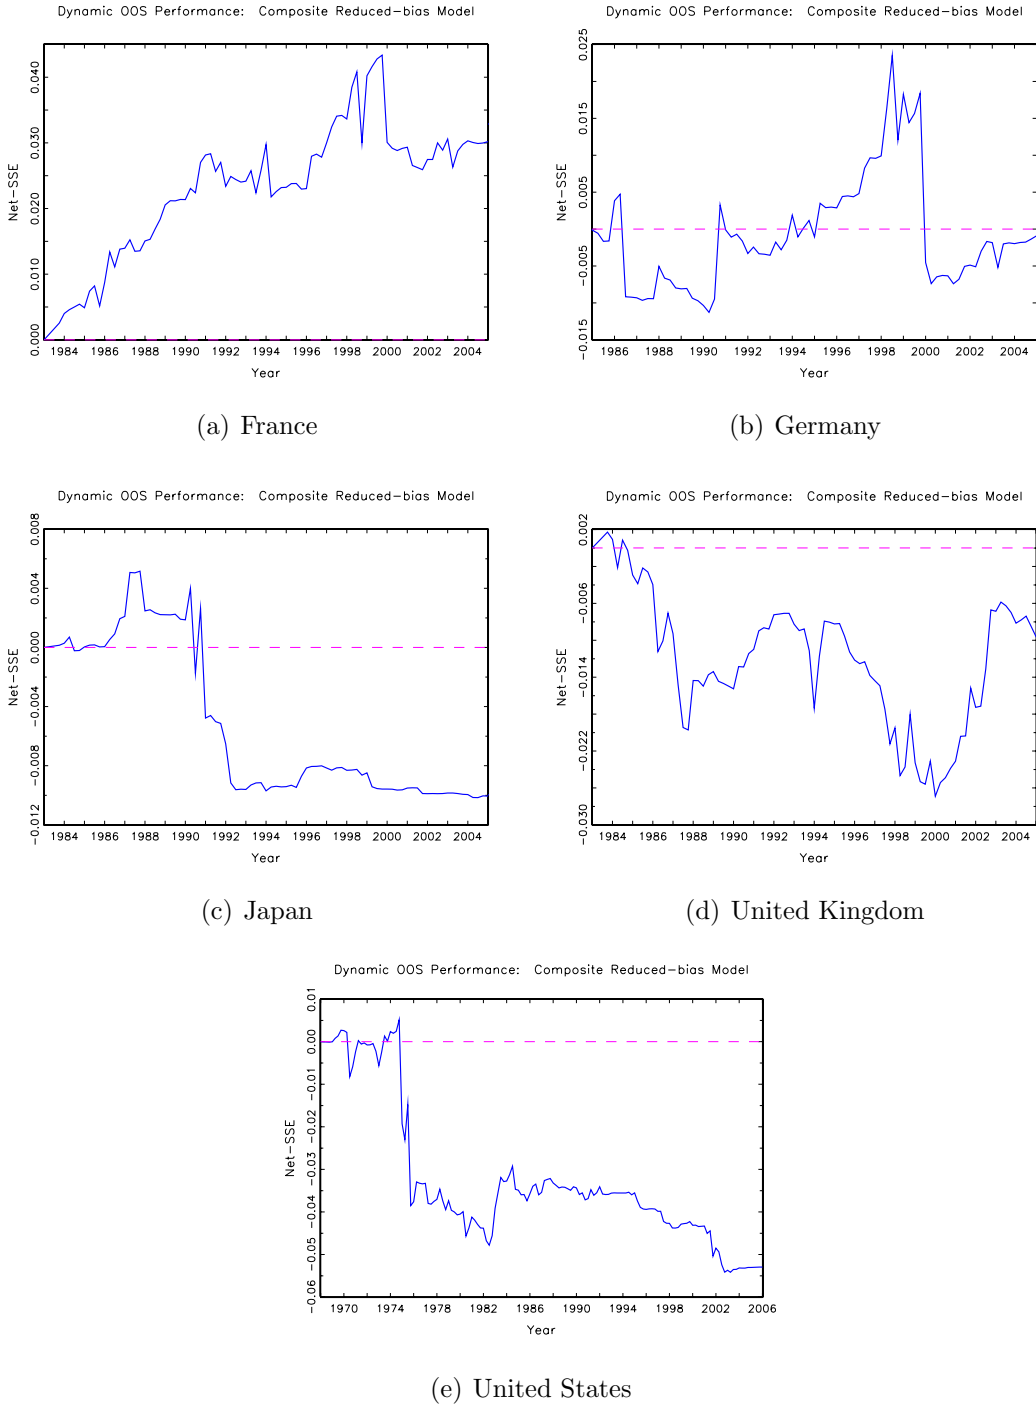 Dynamic OOS Performance: Composite Reduced-bias Model
Net-SSE
0.040
0.030
0.020
0.010
0.000
1984 1986 1988 1990 1992 1994 1996 1998 2000 2002 2004
Year
(a) France
Dynamic OOS Performance: Composite Reduced-bias Model
Net-SSE
0.025
0.015
0.005
-0.005
-0.015
1986 1988 1990 1992 1994 1996 1998 2000 2002 2004
Year
(b) Germany
Dynamic OOS Performance: Composite Reduced-bias Model
Net-SSE
0.008
0.004
0.000
-0.004
-0.008
-0.012
1984 1986 1988 1990 1992 1994 1996 1998 2000 2002 2004
Year
(c) Japan
Dynamic OOS Performance: Composite Reduced-bias Model
Net-SSE
0.002
-0.006
-0.014
-0.022
-0.030
1984 1986 1988 1990 1992 1994 1996 1998 2000 2002 2004
Year
(d) United Kingdom
Dynamic OOS Performance: Composite Reduced-bias Model
Net-SSE
0.01
0.00
-0.01
-0.02
-0.03
-0.04
-0.05
-0.06
1970 1974 1978 1982 1986 1990 1994 1998 2002 2006
Year
(e) United States